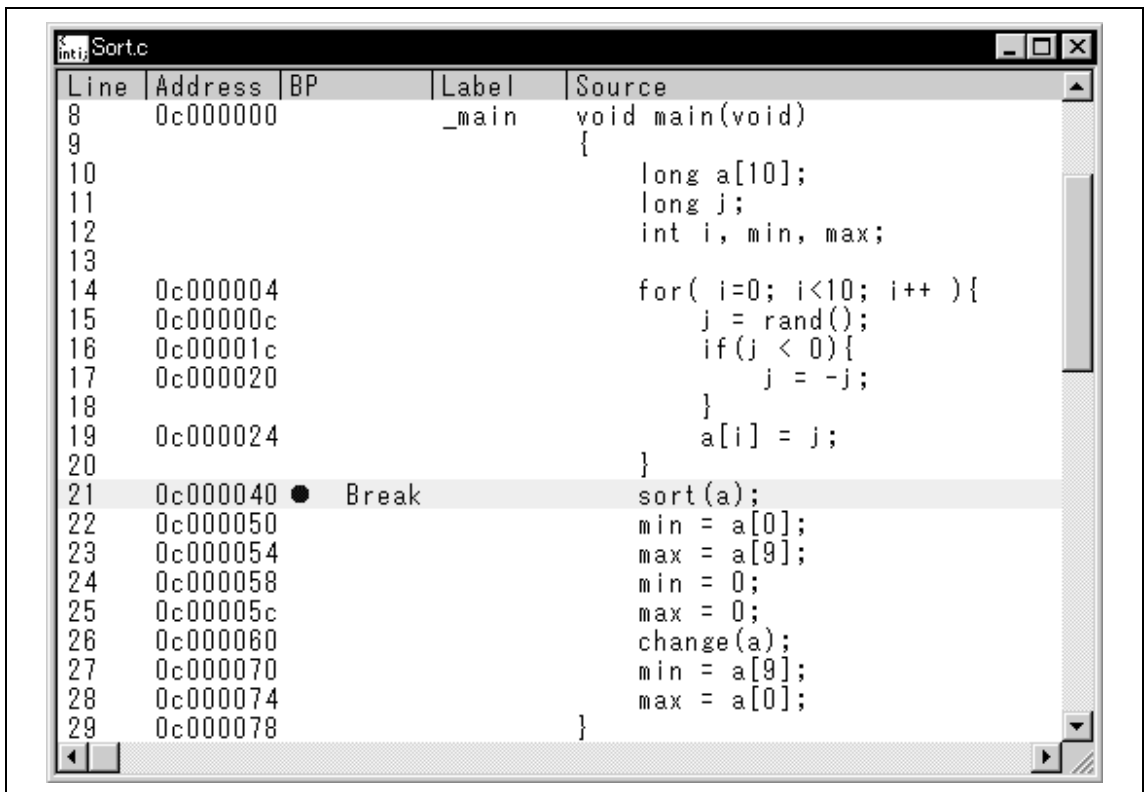 inti; Sort.c
Line Address BP Label Source
8 0c000000 _main void main(void)
9 {
10 long a[10];
11 long j;
12 int i, min, max;
13
14 0c000004 for( i=0; i<10; i++ ){
15 0c00000c j = rand();
16 0c00001c if(j < 0){
17 0c000020 j = -j;
18 }
19 0c000024 a[i] = j;
20 }
21 0c000040 ● Break sort(a);
22 0c000050 min = a[0];
23 0c000054 max = a[9];
24 0c000058 min = 0;
25 0c00005c max = 0;
26 0c000060 change(a);
27 0c000070 min = a[9];
28 0c000074 max = a[0];
29 0c000078 }